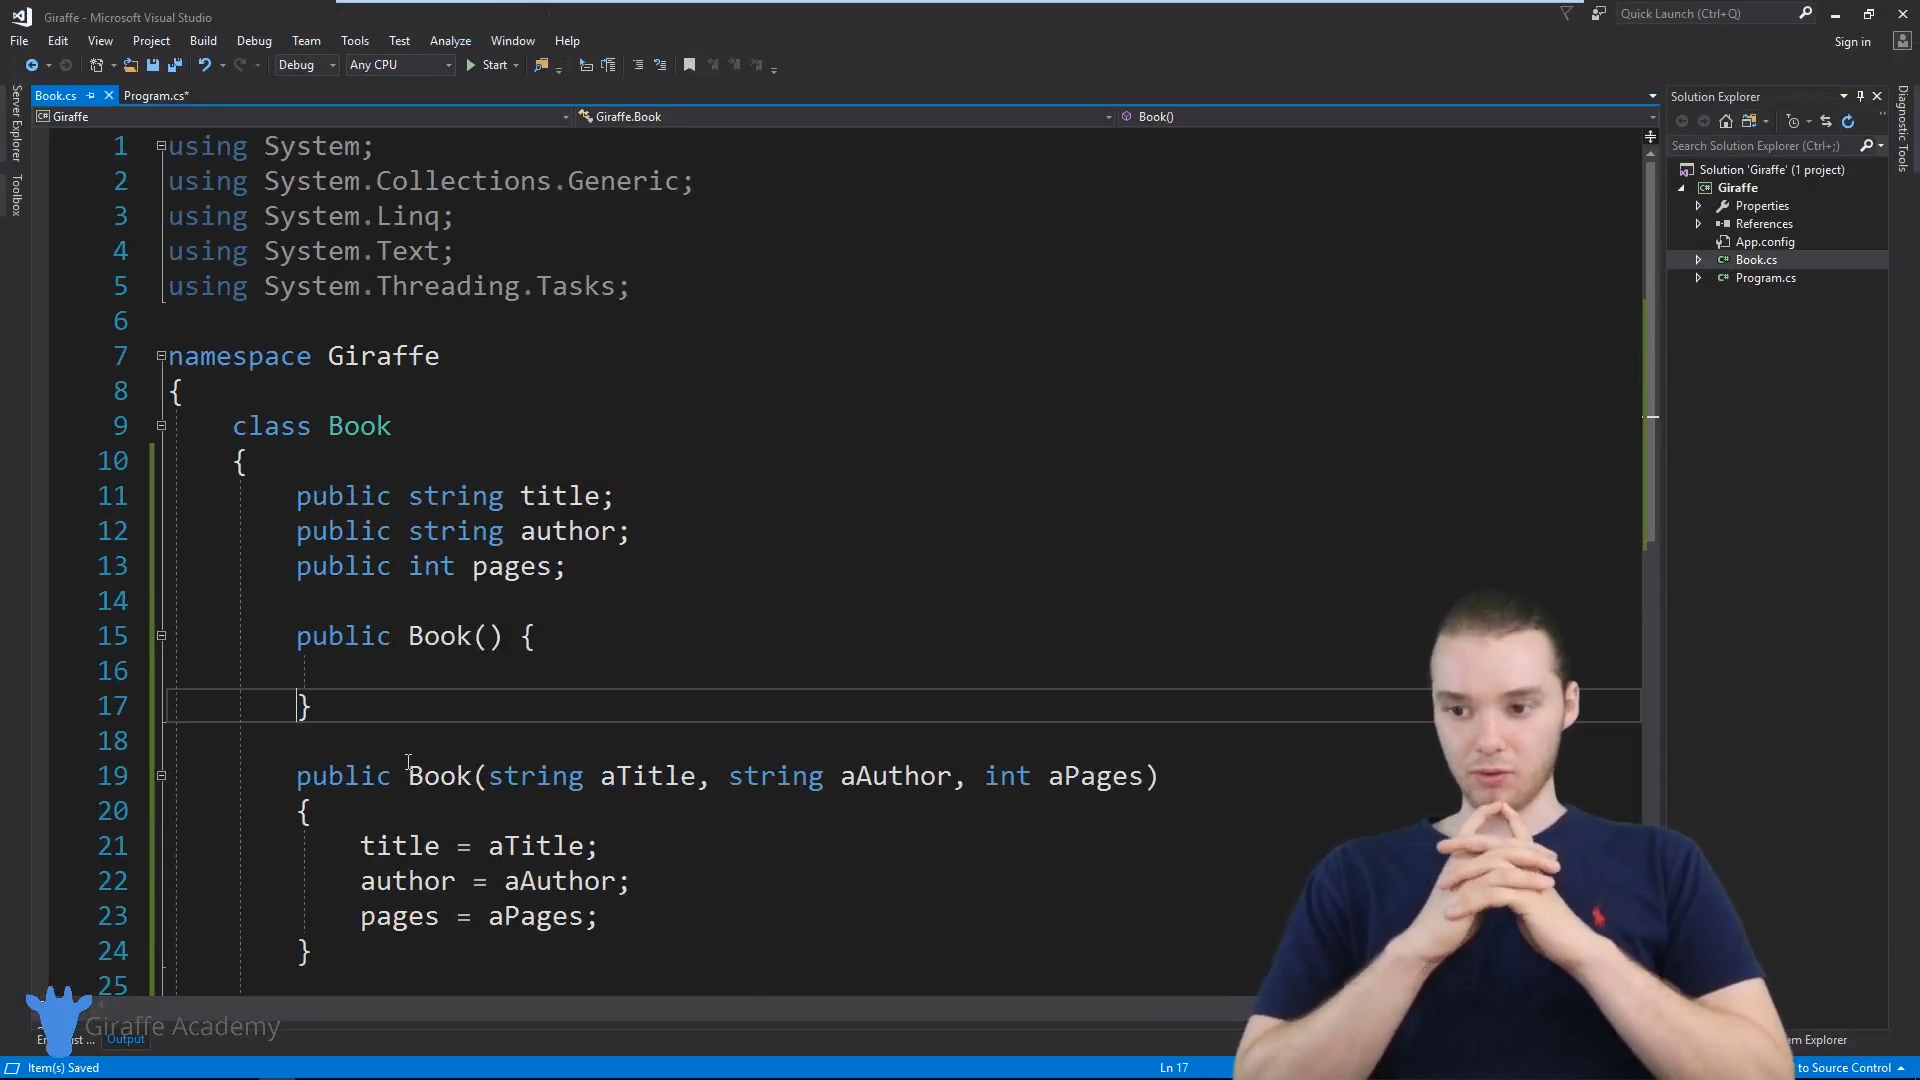 Giraffe - Microsoft Visual Studio
Quick Launch (Ctrl+Q)
File Edit View Project Build Debug Team Tools Test Analyze Window Help
Sign in
Debug Any CPU Start
Server Explorer
Toolbox
Book.cs Program.cs*
Giraffe Giraffe.Book Book()
1 using System;
2 using System.Collections.Generic;
3 using System.Linq;
4 using System.Text;
5 using System.Threading.Tasks;
6
7 namespace Giraffe
8 {
9 class Book
10 {
11 public string title;
12 public string author;
13 public int pages;
14
15 public Book() {
16
17 }
18
19 public Book(string aTitle, string aAuthor, int aPages)
20 {
21 title = aTitle;
22 author = aAuthor;
23 pages = aPages;
24 }
25
Solution Explorer
Search Solution Explorer (Ctrl+;)
Solution 'Giraffe' (1 project)
Giraffe
Properties
References
App.config
Book.cs
Program.cs
Diagnostic Tools
Giraffe Academy
Output
Explorer
Item(s) Saved
Ln 17
to Source Control